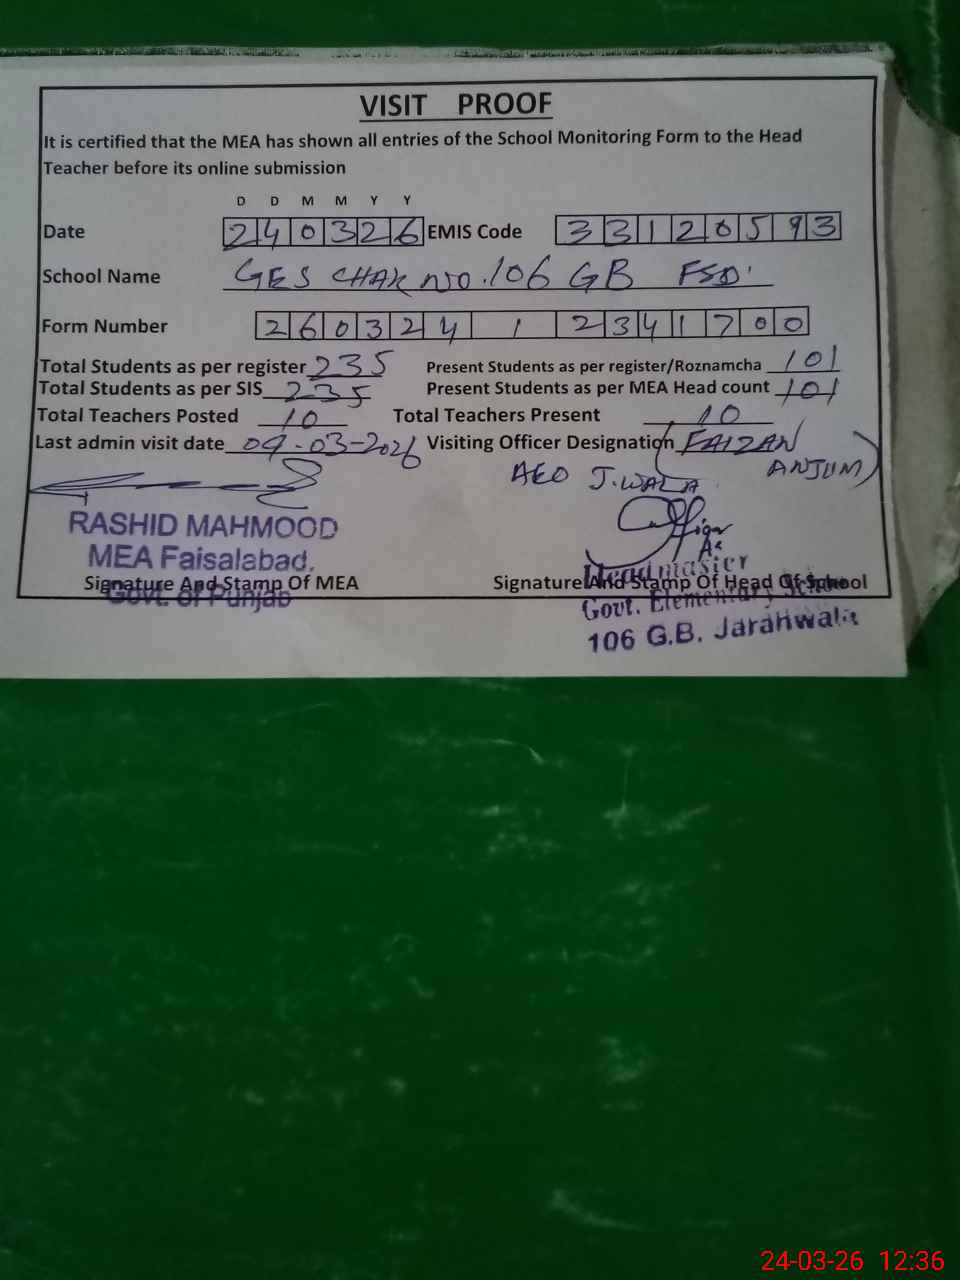 VISIT PROOF
It is certified that the MEA has shown all entries of the School Monitoring Form to the Head
Teacher before its online submission
D D M M Y Y
Date 240326 EMIS Code 33120593
School Name GES CHAK NO.106 GB FSD
Form Number 260324 1 2341700
Total Students as per register 235 Present Students as per register/Roznamcha 101
Total Students as per SIS 235 Present Students as per MEA Head count 101
Total Teachers Posted 10 Total Teachers Present 10
Last admin visit date 09-03-2026 Visiting Officer Designation (FAIZAN
AEO J.WALA ANJUM)
RASHID MAHMOOD
MEA Faisalabad.
Signature And Stamp Of MEA Signature And Stamp Of Head Of School
Govt. of Punjab
Headmaster
Govt. Elementary School
106 G.B. Jaranwala
24-03-26 12:36